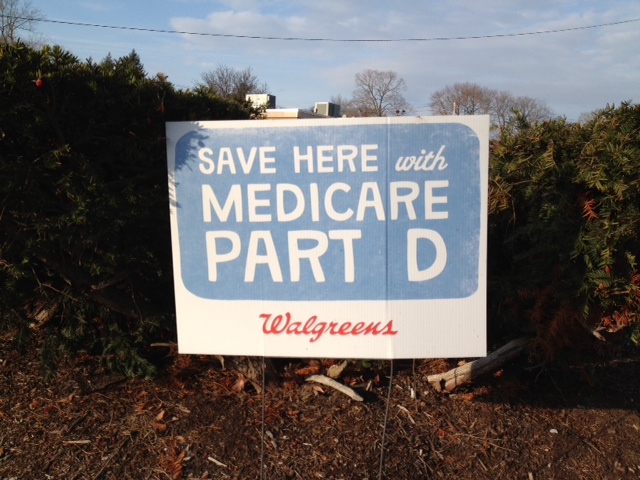 SAVE HERE with
MEDICARE
PART D
Walgreens